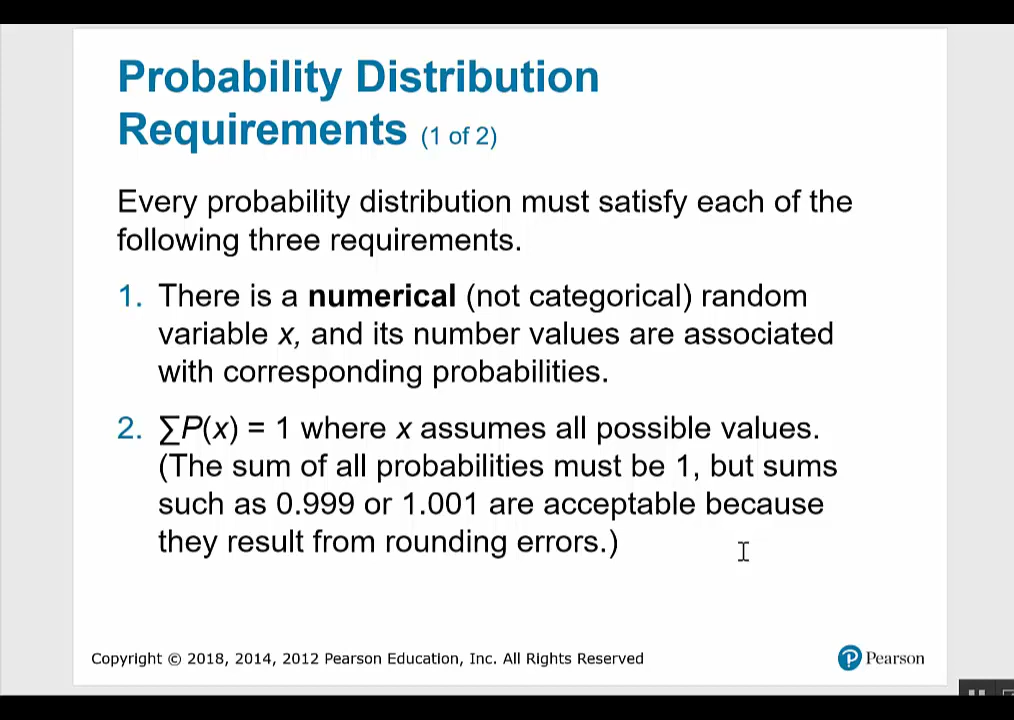 Probability Distribution
Requirements (1 of 2)
Every probability distribution must satisfy each of the
following three requirements.
1. There is a numerical (not categorical) random
variable x, and its number values are associated
with corresponding probabilities.
2. ∑P(x) = 1 where x assumes all possible values.
(The sum of all probabilities must be 1, but sums
such as 0.999 or 1.001 are acceptable because
they result from rounding errors.)
Copyright © 2018, 2014, 2012 Pearson Education, Inc. All Rights Reserved
P Pearson